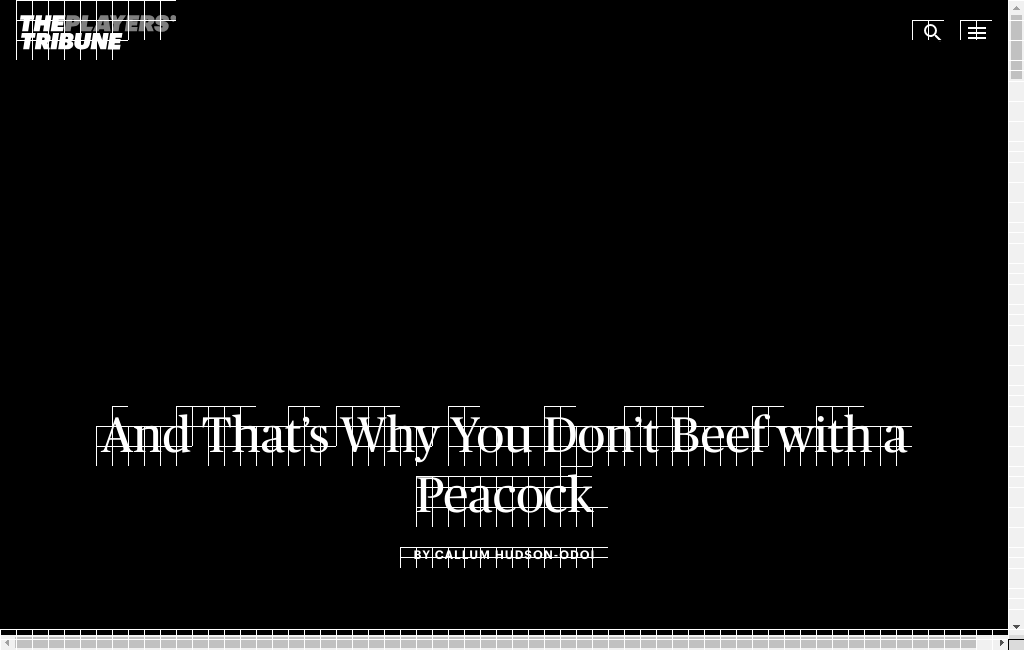 THE PLAYERS'
TRIBUNE
And That’s Why You Don’t Beef with a
Peacock
BY CALLUM HUDSON-ODOI